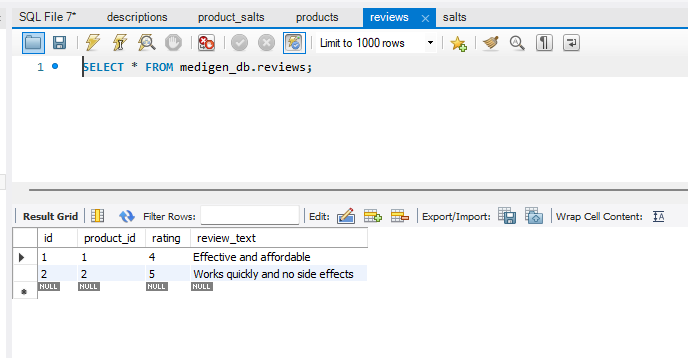 SQL File 7* descriptions product_salts products reviews × salts
Limit to 1000 rows
1 SELECT * FROM medigen_db.reviews;
Result Grid Filter Rows: Edit: Export/Import: Wrap Cell Content:
id product_id rating review_text
1 1 4 Effective and affordable
2 2 5 Works quickly and no side effects
NULL NULL NULL NULL